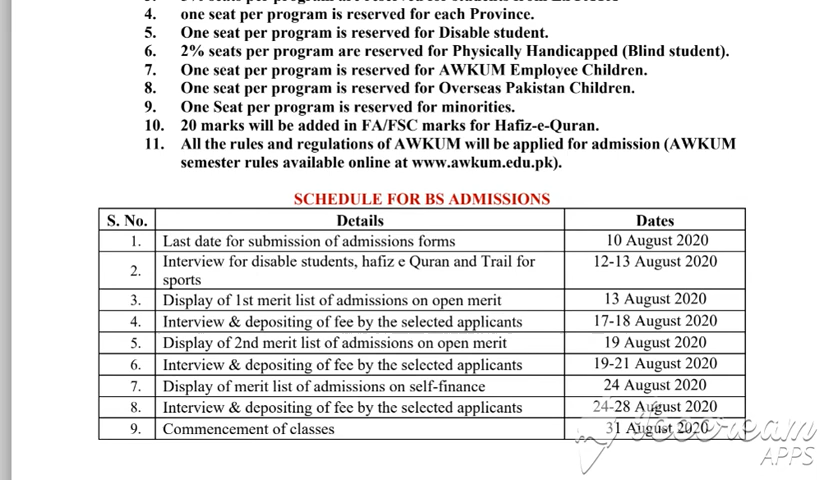 4. one seat per program is reserved for each Province.
5. One seat per program is reserved for Disable student.
6. 2% seats per program are reserved for Physically Handicapped (Blind student).
7. One seat per program is reserved for AWKUM Employee Children.
8. One seat per program is reserved for Overseas Pakistan Children.
9. One Seat per program is reserved for minorities.
10. 20 marks will be added in FA/FSC marks for Hafiz-e-Quran.
11. All the rules and regulations of AWKUM will be applied for admission (AWKUM
semester rules available online at www.awkum.edu.pk).
SCHEDULE FOR BS ADMISSIONS
S. No. Details Dates
1. Last date for submission of admissions forms 10 August 2020
2. Interview for disable students, hafiz e Quran and Trail for 12-13 August 2020
sports
3. Display of 1st merit list of admissions on open merit 13 August 2020
4. Interview & depositing of fee by the selected applicants 17-18 August 2020
5. Display of 2nd merit list of admissions on open merit 19 August 2020
6. Interview & depositing of fee by the selected applicants 19-21 August 2020
7. Display of merit list of admissions on self-finance 24 August 2020
8. Interview & depositing of fee by the selected applicants 24-28 August 2020
9. Commencement of classes 31 August 2020
Icecream
APPS